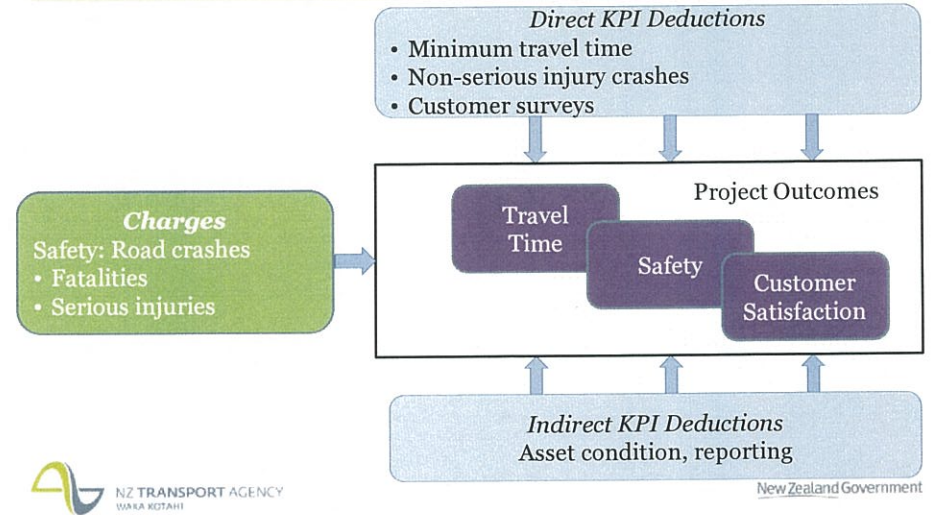 Direct KPI Deductions
• Minimum travel time
• Non-serious injury crashes
• Customer surveys
Project Outcomes
Travel
Time
Safety
Customer
Satisfaction
Charges
Safety: Road crashes
• Fatalities
• Serious injuries
Indirect KPI Deductions
Asset condition, reporting
NZ TRANSPORT AGENCY
WAKA KOTAHI
New Zealand Government